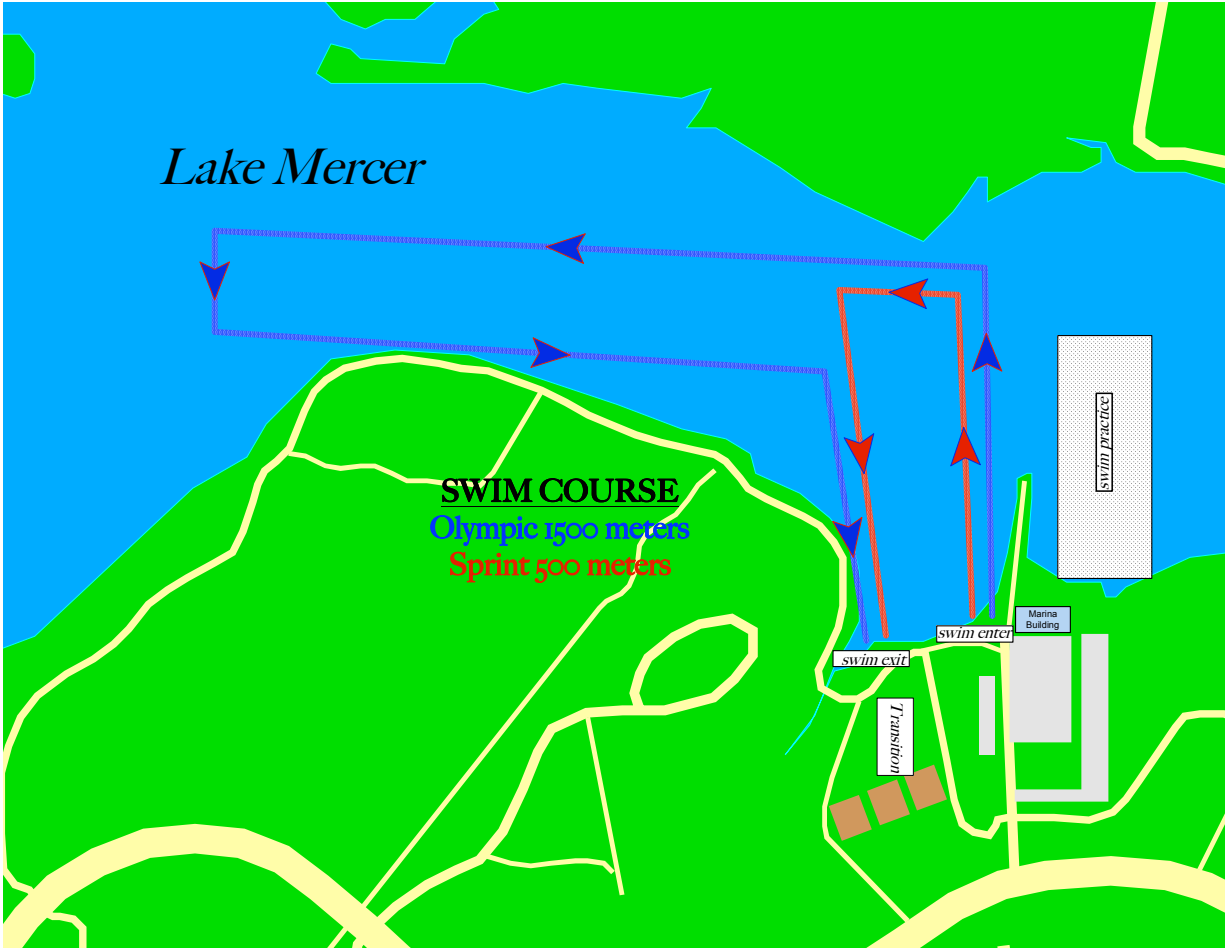 Lake Mercer
swim practice
SWIM COURSE
Olympic 1500 meters
Sprint 500 meters
Marina
Building
swim enter
swim exit
Transition